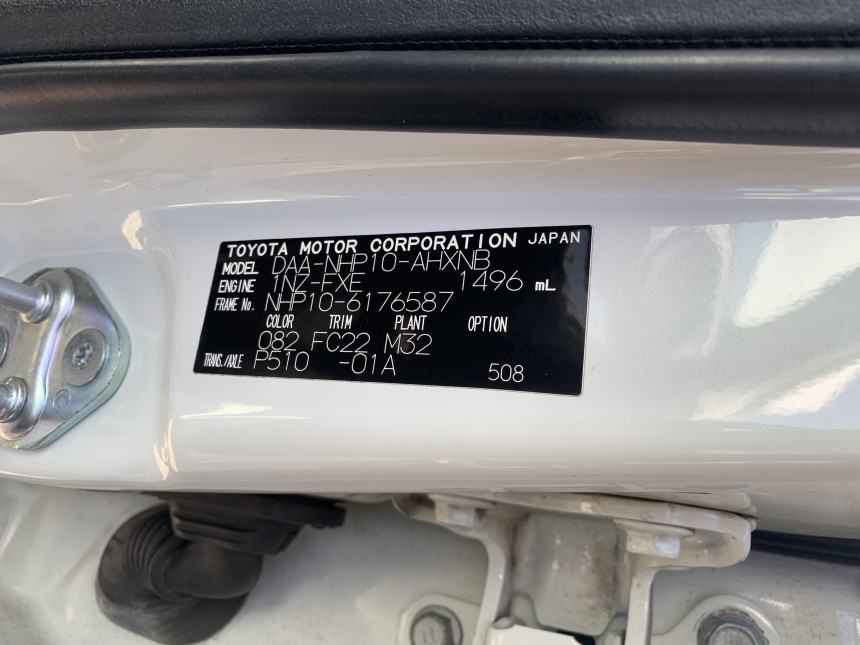 TOYOTA MOTOR CORPORATION JAPAN
MODEL DAA-NHP10-AHXNB
ENGINE 1NZ-FXE 1496 mL
FRAME No. NHP10-6176587
COLOR TRIM PLANT OPTION
082 FC22 M32
TRANS./AXLE P510 -01A 508